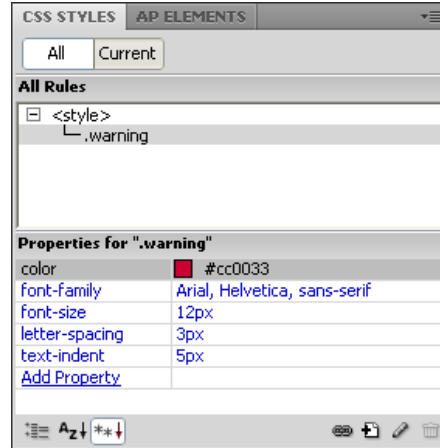 CSS STYLES AP ELEMENTS
All Current
All Rules
<style>
.warning
Properties for ".warning"
color #cc0033
font-family Arial, Helvetica, sans-serif
font-size 12px
letter-spacing 3px
text-indent 5px
Add Property
Az↓ **↓